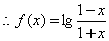 ∴ f(x) = lg (1−x)/(1+x)